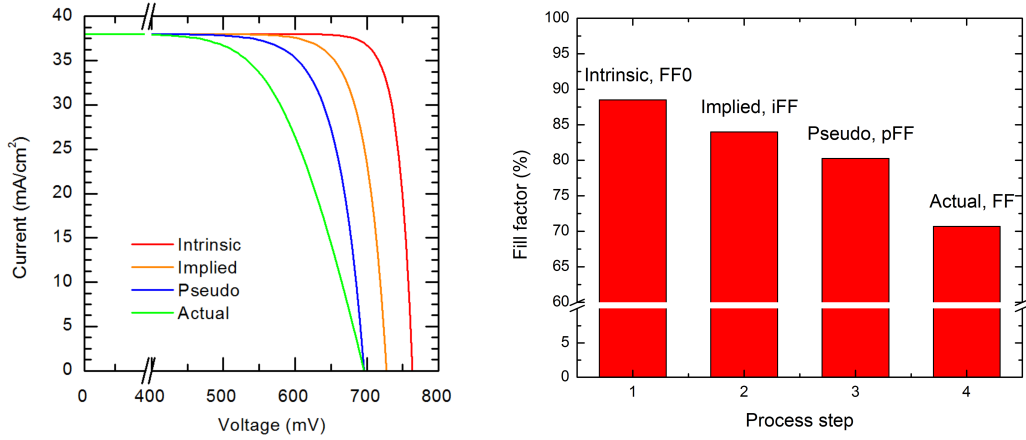 40
35
30
25
20
15
10
5
0
0
400
500
600
700
800
Current (mA/cm²)
Voltage (mV)
Intrinsic
Implied
Pseudo
Actual
100
95
90
85
80
75
70
65
60
5
0
1
2
3
4
Fill factor (%)
Process step
Intrinsic, FF0
Implied, iFF
Pseudo, pFF
Actual, FF